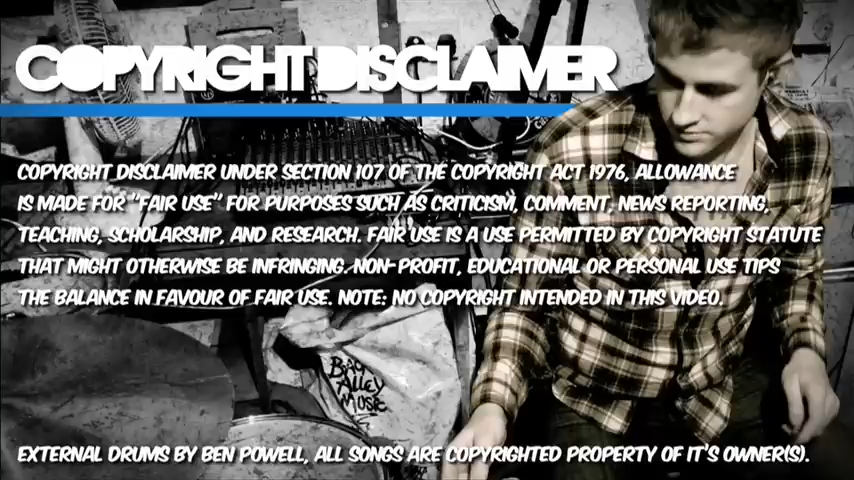 COPYRIGHT DISCLAIMER
COPYRIGHT DISCLAIMER UNDER SECTION 107 OF THE COPYRIGHT ACT 1976, ALLOWANCE
IS MADE FOR "FAIR USE" FOR PURPOSES SUCH AS CRITICISM, COMMENT, NEWS REPORTING,
TEACHING, SCHOLARSHIP, AND RESEARCH. FAIR USE IS A USE PERMITTED BY COPYRIGHT STATUTE
THAT MIGHT OTHERWISE BE INFRINGING. NON-PROFIT, EDUCATIONAL OR PERSONAL USE TIPS
THE BALANCE IN FAVOUR OF FAIR USE. NOTE: NO COPYRIGHT INTENDED IN THIS VIDEO.
BACK
ALLEY
MUSIC
EXTERNAL DRUMS BY BEN POWELL, ALL SONGS ARE COPYRIGHTED PROPERTY OF IT'S OWNER(S).